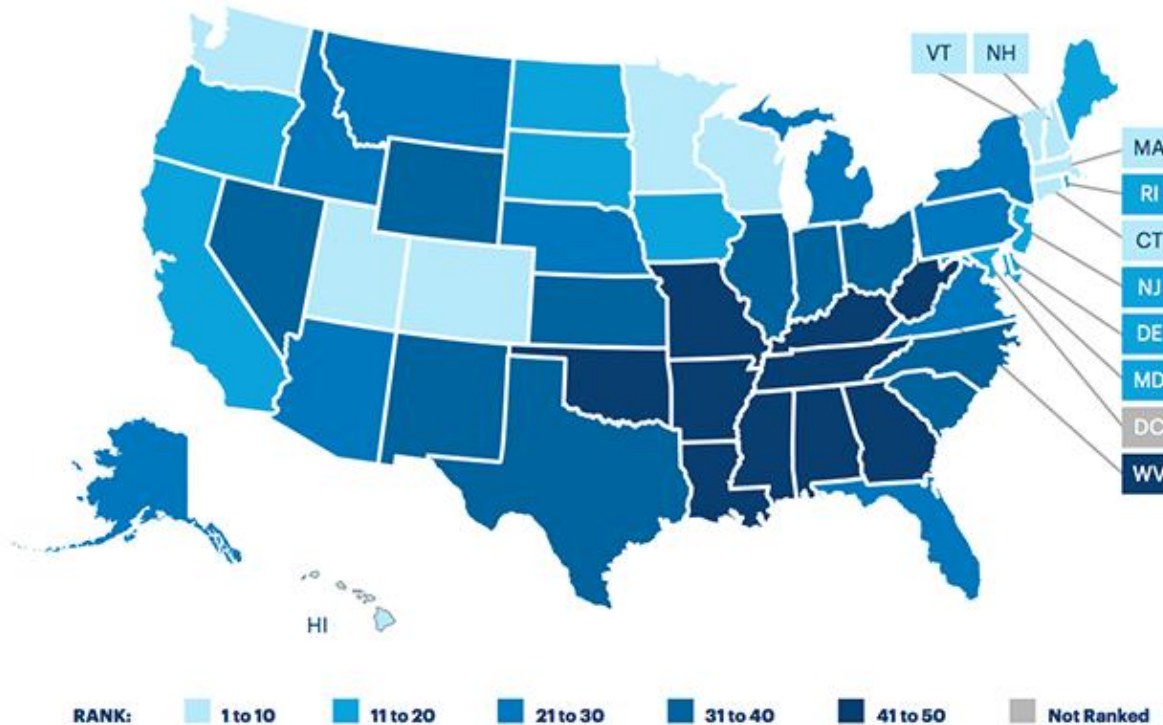 VT NH
MA
RI
CT
NJ
DE
MD
DC
WV
HI
RANK: 1 to 10 11 to 20 21 to 30 31 to 40 41 to 50 Not Ranked